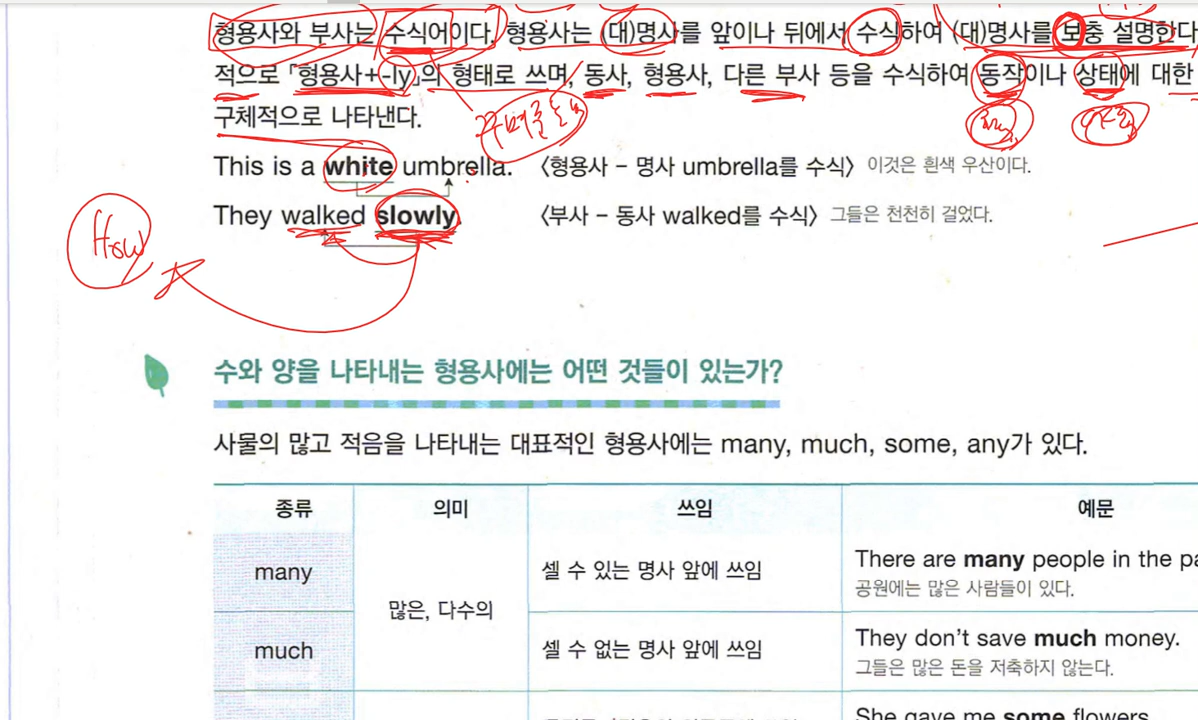 형용사와 부사는 수식어이다. 형용사는 (대)명사를 앞이나 뒤에서 수식하여 (대)명사를 보충 설명한다
적으로 「형용사+-ly」의 형태로 쓰며, 동사, 형용사, 다른 부사 등을 수식하여 동작이나 상태에 대한
구체적으로 나타낸다.
This is a white umbrella. 〈형용사 – 명사 umbrella를 수식〉 이것은 흰색 우산이다.
They walked slowly. 〈부사 – 동사 walked를 수식〉 그들은 천천히 걸었다.
How
수와 양을 나타내는 형용사에는 어떤 것들이 있는가?
사물의 많고 적음을 나타내는 대표적인 형용사에는 many, much, some, any가 있다.
종류 의미 쓰임 예문
many 많은, 다수의 셀 수 있는 명사 앞에 쓰임 There are many people in the
공원에는 많은 사람들이 있다.
much 셀 수 없는 명사 앞에 쓰임 They don't save much money.
그들은 많은 돈을 저축하지 않는다.
She gave me some flowers